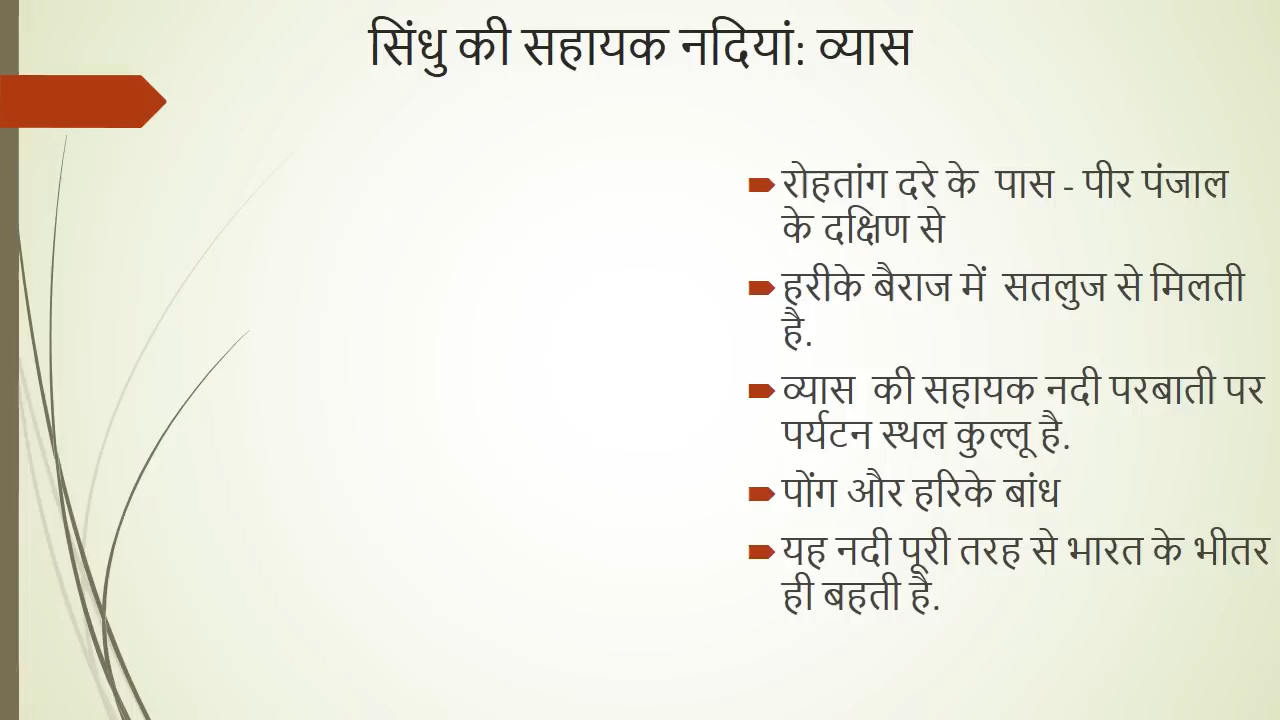 सिंधु की सहायक नदियां: व्यास
रोहतांग दरे के पास - पीर पंजाल
के दक्षिण से
हरीके बैराज में सतलुज से मिलती
है.
व्यास की सहायक नदी परबाती पर
पर्यटन स्थल कुल्लू है.
पोंग और हरिके बांध
यह नदी पूरी तरह से भारत के भीतर
ही बहती है.